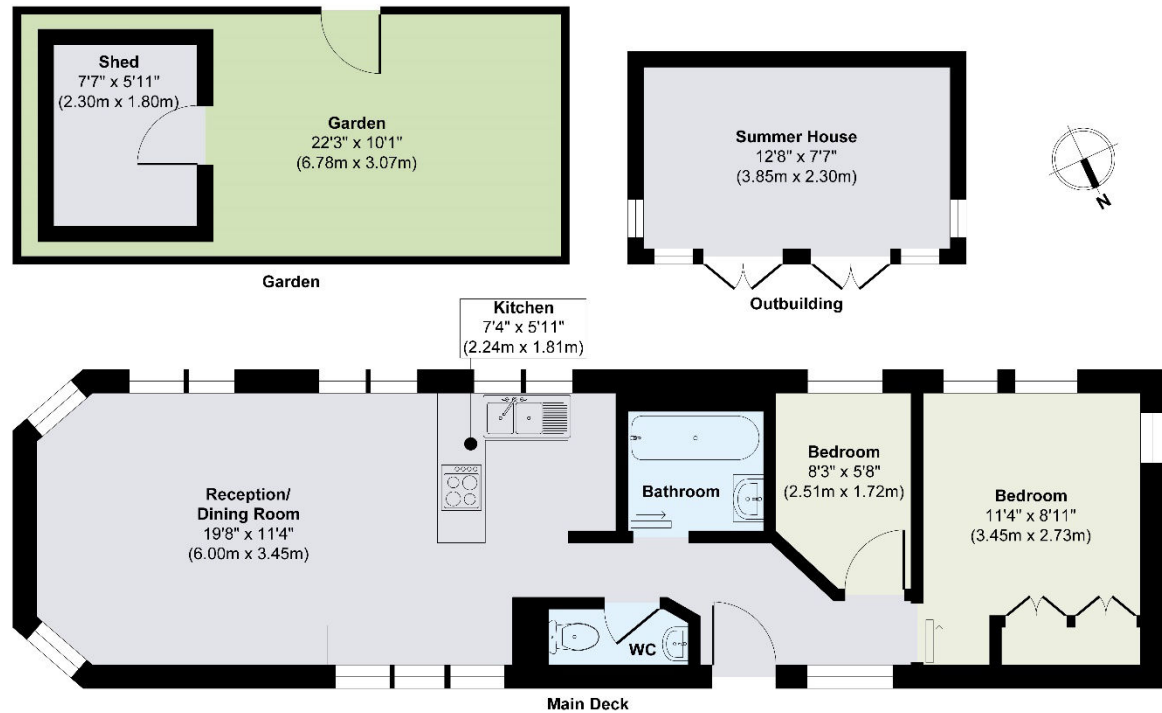 Shed
7'7" x 5'11"
(2.30m x 1.80m)
Garden
22'3" x 10'1"
(6.78m x 3.07m)
Garden
Summer House
12'8" x 7'7"
(3.85m x 2.30m)
Outbuilding
N
Kitchen
7'4" x 5'11"
(2.24m x 1.81m)
Reception/
Dining Room
19'8" x 11'4"
(6.00m x 3.45m)
Bathroom
Bedroom
8'3" x 5'8"
(2.51m x 1.72m)
Bedroom
11'4" x 8'11"
(3.45m x 2.73m)
WC
Main Deck